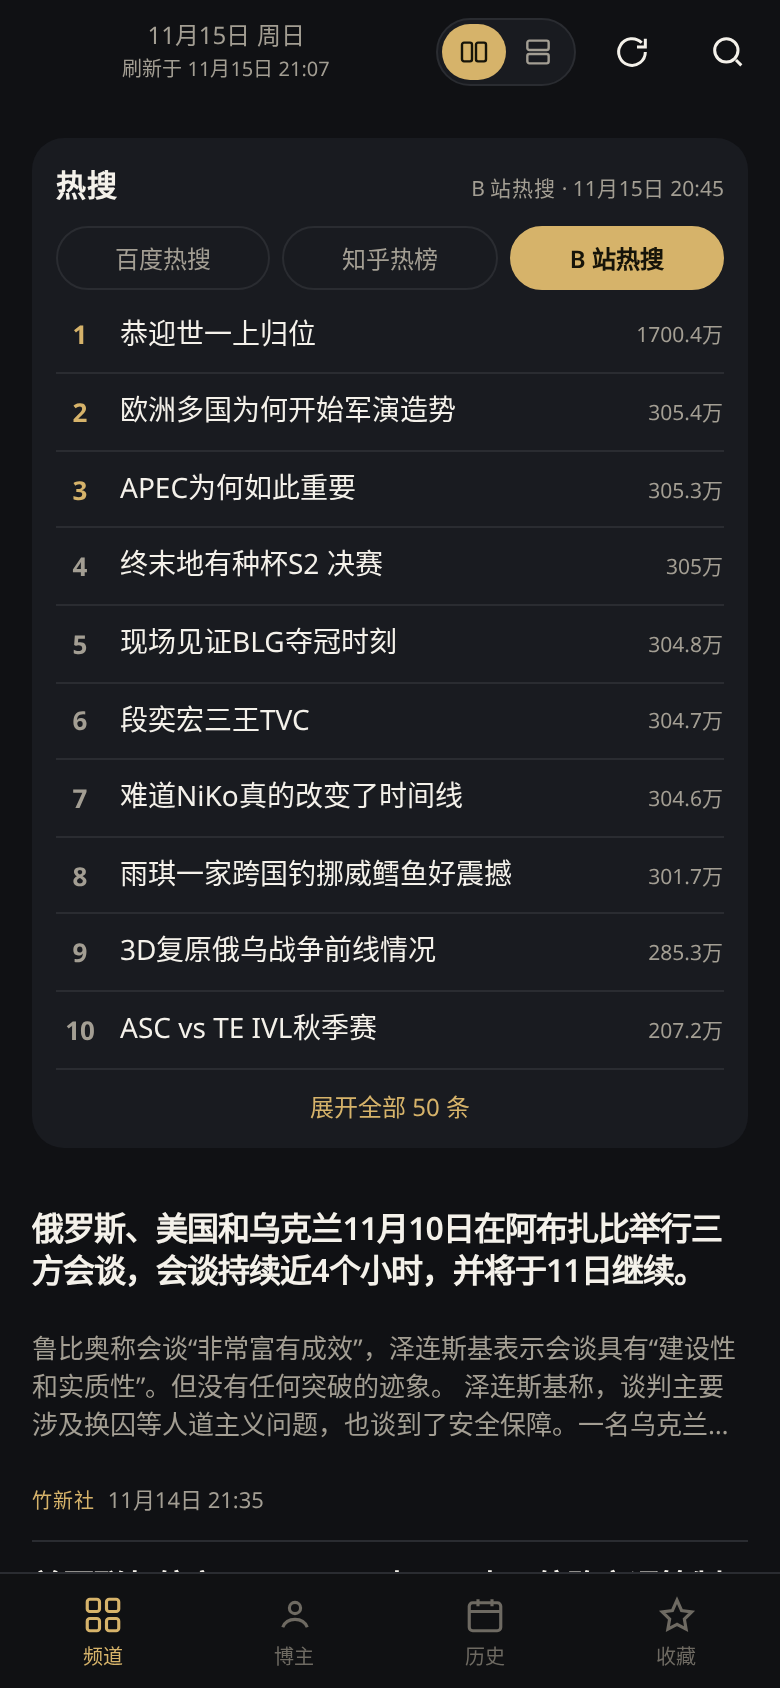 11月15日 周日
刷新于 11月15日 21:07
热搜
B 站热搜 · 11月15日 20:45
百度热搜
知乎热榜
B 站热搜
1 恭迎世一上归位 1700.4万
2 欧洲多国为何开始军演造势 305.4万
3 APEC为何如此重要 305.3万
4 终末地有种杯S2 决赛 305万
5 现场见证BLG夺冠时刻 304.8万
6 段奕宏三王TVC 304.7万
7 难道NiKo真的改变了时间线 304.6万
8 雨琪一家跨国钓挪威鳕鱼好震撼 301.7万
9 3D复原俄乌战争前线情况 285.3万
10 ASC vs TE IVL秋季赛 207.2万
展开全部 50 条
俄罗斯、美国和乌克兰11月10日在阿布扎比举行三
方会谈，会谈持续近4个小时，并将于11日继续。
鲁比奥称会谈“非常富有成效”，泽连斯基表示会谈具有“建设性
和实质性”。但没有任何突破的迹象。 泽连斯基称，谈判主要
涉及换囚等人道主义问题，也谈到了安全保障。一名乌克兰...
竹新社 11月14日 21:35
频道
博主
历史
收藏